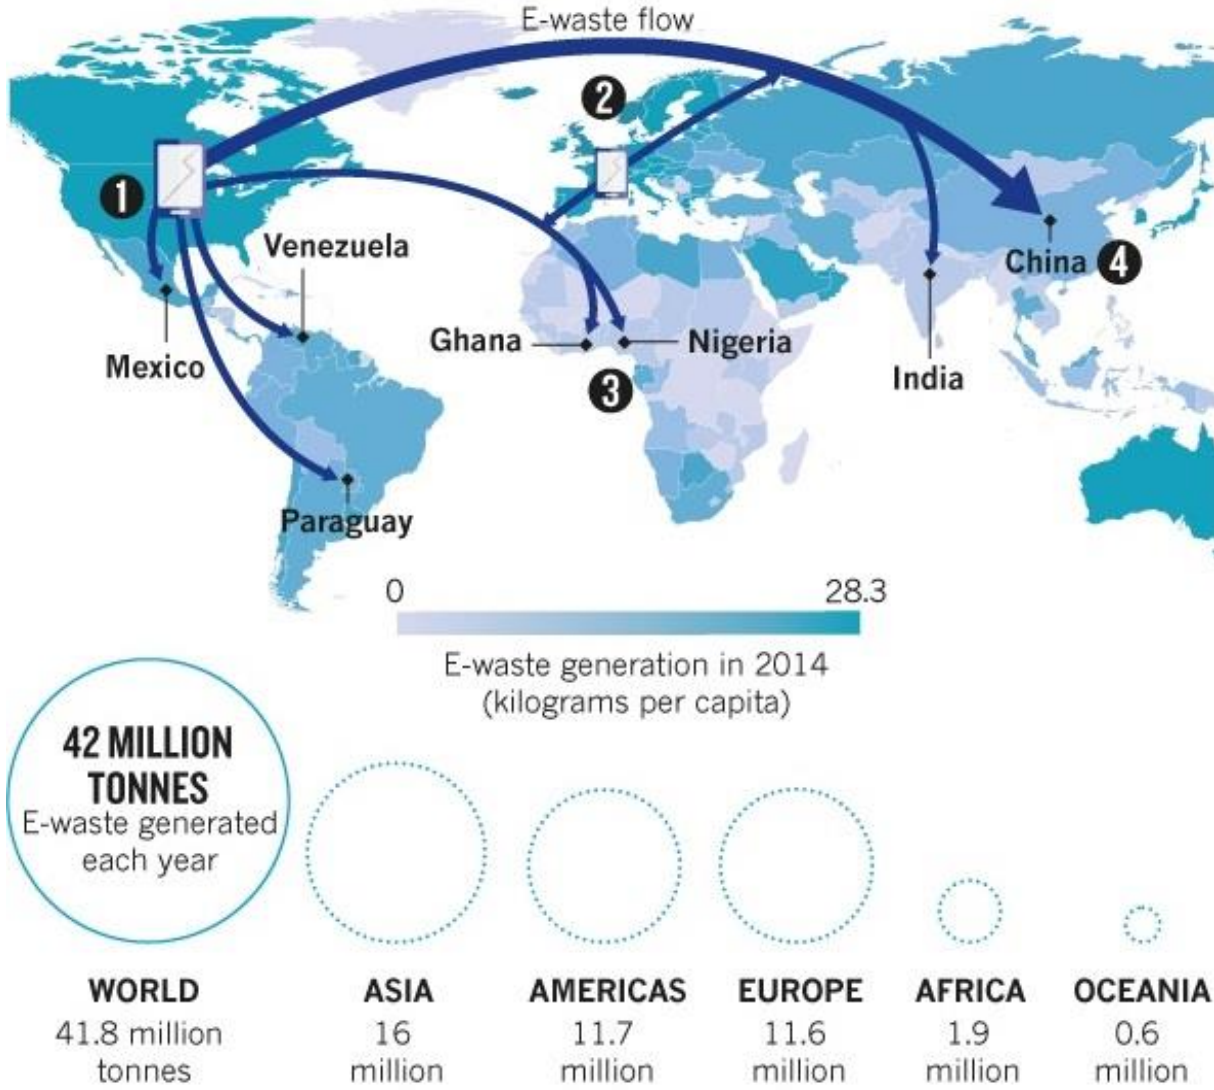 E-waste flow
2
1
Venezuela
China 4
Ghana
Nigeria
Mexico
India
3
Paraguay
0
28.3
E-waste generation in 2014
(kilograms per capita)
42 MILLION
TONNES
E-waste generated
each year
WORLD
41.8 million
tonnes
ASIA
16
million
AMERICAS
11.7
million
EUROPE
11.6
million
AFRICA
1.9
million
OCEANIA
0.6
million